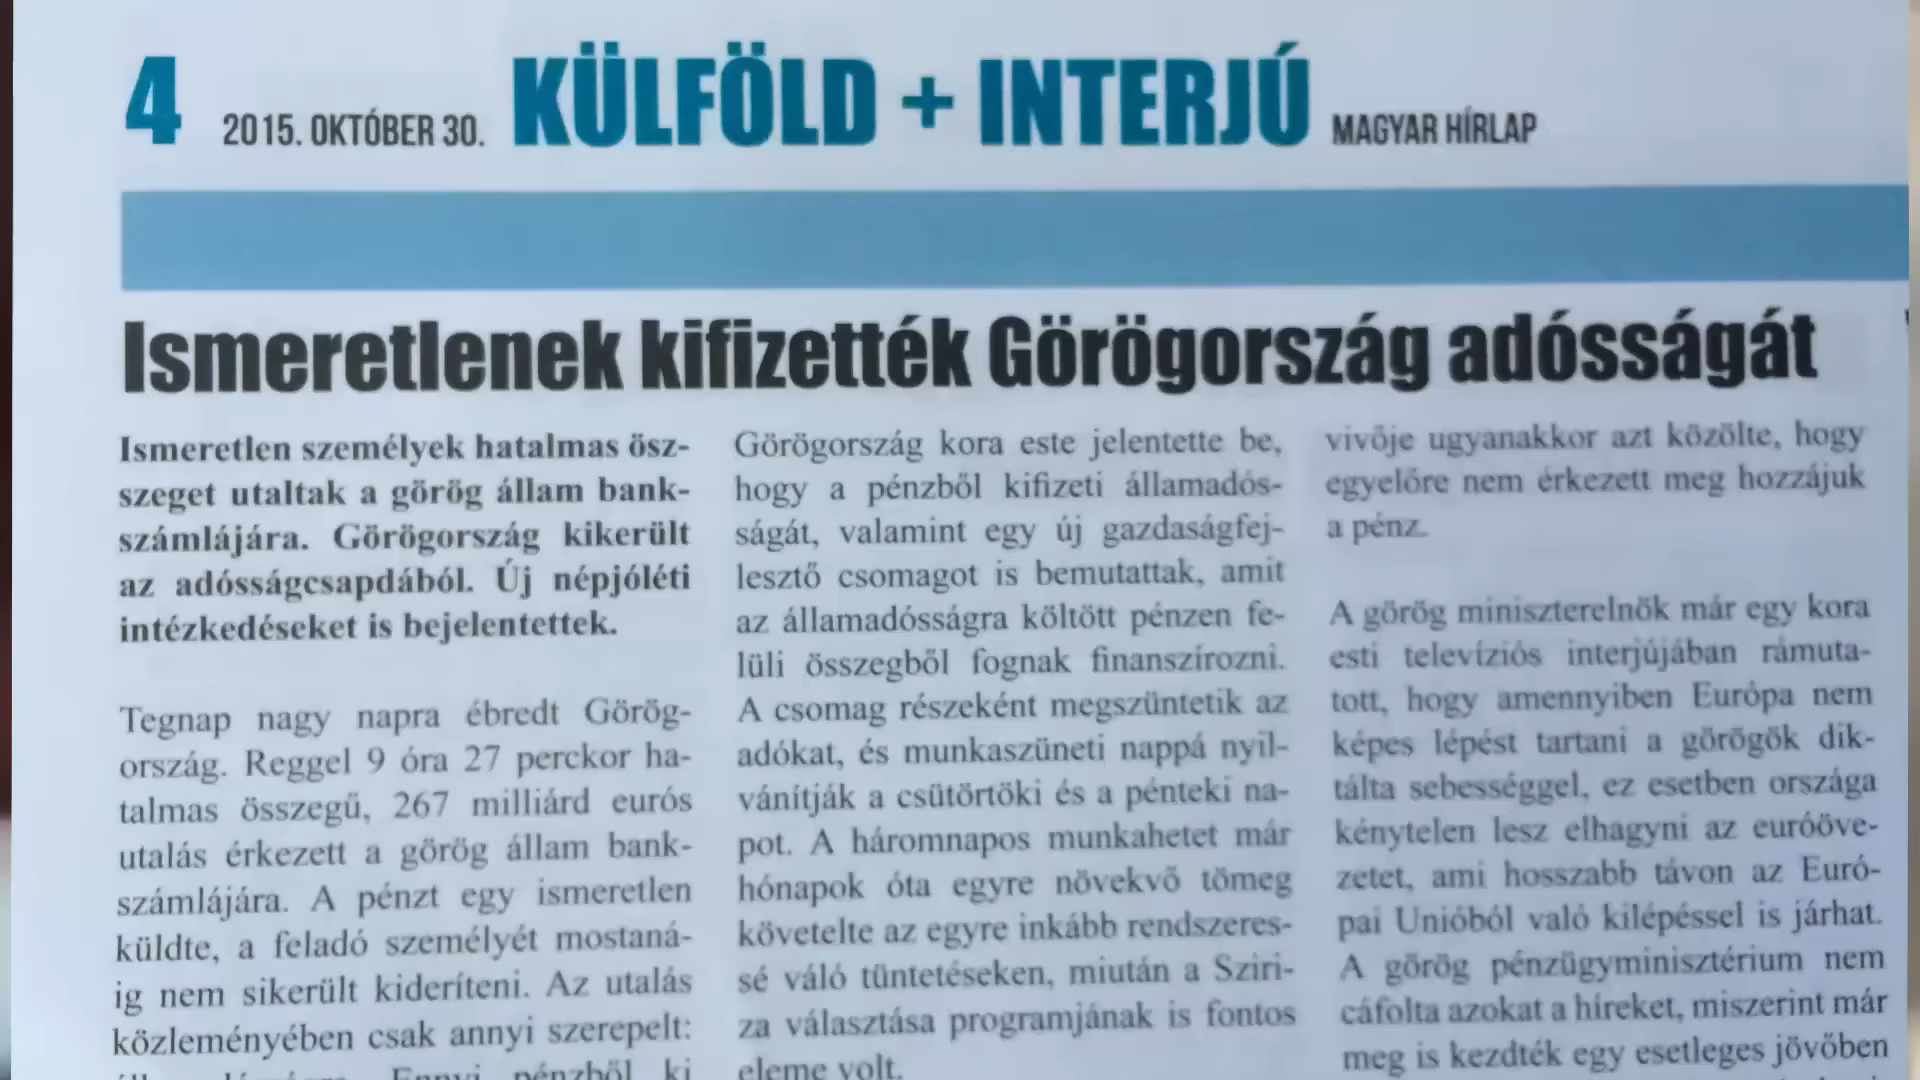 4 2015. OKTÓBER 30. KÜLFÖLD + INTERJÚ MAGYAR HÍRLAP
Ismeretlenek kifizették Görögország adósságát
Ismeretlen személyek hatalmas ösz-
szeget utaltak a görög állam bank-
számlájára. Görögország kikerült
az adósságcsapdából. Új népjóléti
intézkedéseket is bejelentettek.
Tegnap nagy napra ébredt Görög-
ország. Reggel 9 óra 27 perckor ha-
talmas összegű, 267 milliárd eurós
utalás érkezett a görög állam bank-
számlájára. A pénzt egy ismeretlen
küldte, a feladó személyét mostaná-
ig nem sikerült kideríteni. Az utalás
közleményében csak annyi szerepelt:
Ennyi pénzből ki
Görögország kora este jelentette be,
hogy a pénzből kifizeti államadós-
ságát, valamint egy új gazdaságfej-
lesztő csomagot is bemutattak, amit
az államadósságra költött pénzen fe-
lüli összegből fognak finanszírozni.
A csomag részeként megszüntetik az
adókat, és munkaszüneti nappá nyil-
vánítják a csütörtöki és a pénteki na-
pot. A háromnapos munkahetet már
hónapok óta egyre növekvő tömeg
követelte az egyre inkább rendszeres-
sé váló tüntetéseken, miután a Sziri-
za választása programjának is fontos
eleme volt.
vivője ugyanakkor azt közölte, hogy
egyelőre nem érkezett meg hozzájuk
a pénz.
A görög miniszterelnök már egy kora
esti televíziós interjújában rámuta-
tott, hogy amennyiben Európa nem
képes lépést tartani a görögök dik-
tálta sebességgel, ez esetben országa
kénytelen lesz elhagyni az euróöve-
zetet, ami hosszabb távon az Euró-
pai Unióból való kilépéssel is járhat.
A görög pénzügyminisztérium nem
cáfolta azokat a híreket, miszerint már
meg is kezdték egy esetleges jövőben